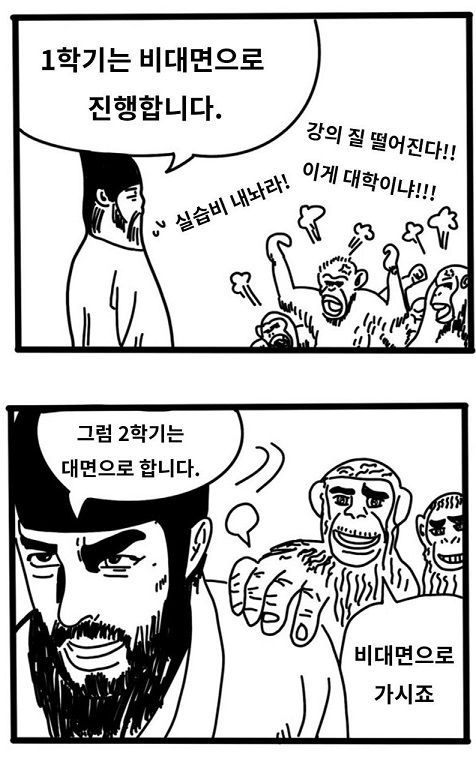 1학기는 비대면으로
진행합니다.
강의 질 떨어진다!!
이게 대학이냐!!!
실습비 내놔라!
그럼 2학기는
대면으로 합니다.
비대면으로
가시죠